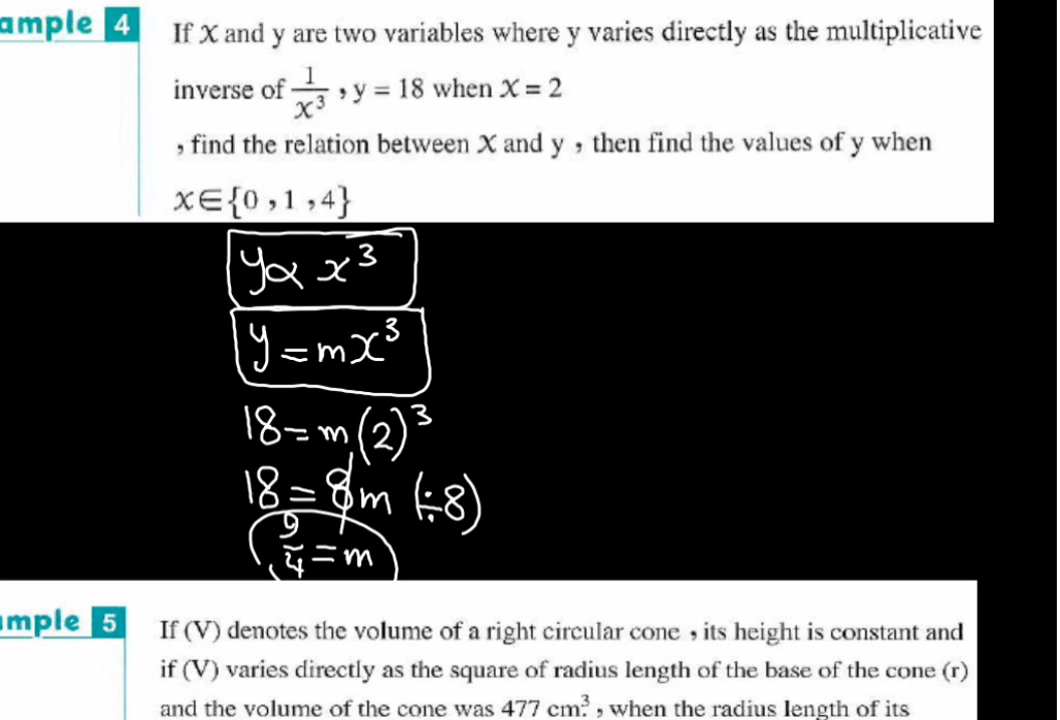 ample 4
If X and y are two variables where y varies directly as the multiplicative
inverse of 1/x³ , y = 18 when X = 2
, find the relation between X and y , then find the values of y when
X∈{0 , 1 , 4}
y∝ x³
y = mx³
18 = m(2)³
18 = 8m (÷8)
9/4 = m
mple 5
If (V) denotes the volume of a right circular cone , its height is constant and
if (V) varies directly as the square of radius length of the base of the cone (r)
and the volume of the cone was 477 cm³. , when the radius length of its